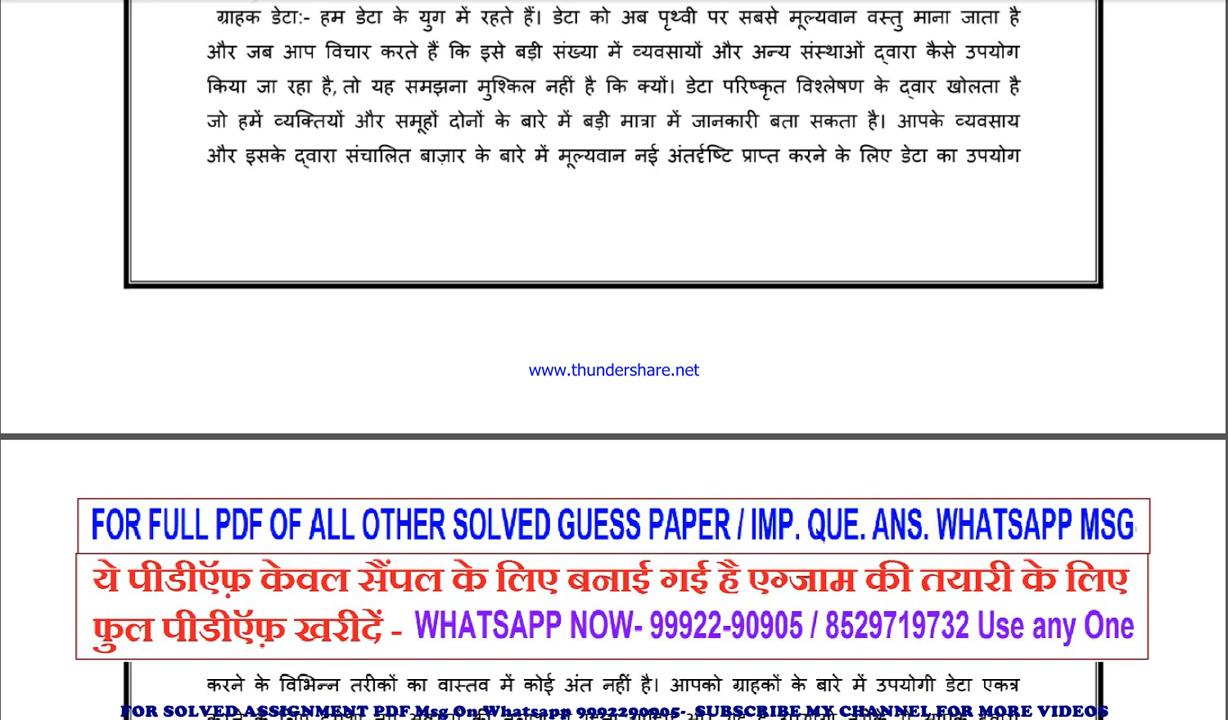 ग्राहक डेटा:- हम डेटा के युग में रहते हैं। डेटा को अब पृथ्वी पर सबसे मूल्यवान वस्तु माना जाता है
और जब आप विचार करते हैं कि इसे बड़ी संख्या में व्यवसायों और अन्य संस्थाओं द्वारा कैसे उपयोग
किया जा रहा है, तो यह समझना मुश्किल नहीं है कि क्यों। डेटा परिष्कृत विश्लेषण के द्वार खोलता है
जो हमें व्यक्तियों और समूहों दोनों के बारे में बड़ी मात्रा में जानकारी बता सकता है। आपके व्यवसाय
और इसके द्वारा संचालित बाज़ार के बारे में मूल्यवान नई अंतर्दृष्टि प्राप्त करने के लिए डेटा का उपयोग
www.thundershare.net
FOR FULL PDF OF ALL OTHER SOLVED GUESS PAPER / IMP. QUE. ANS. WHATSAPP MSG
ये पीडीऍफ़ केवल सैंपल के लिए बनाई गई है एग्जाम की तयारी के लिए
फुल पीडीऍफ़ खरीदें - WHATSAPP NOW- 99922-90905 / 8529719732 Use any One
करने के विभिन्न तरीकों का वास्तव में कोई अंत नहीं है। आपको ग्राहकों के बारे में उपयोगी डेटा एकत्र
FOR SOLVED ASSIGNMENT PDF Msg On Whatsapp 9992290905- SUBSCRIBE MY CHANNEL FOR MORE VIDEOS